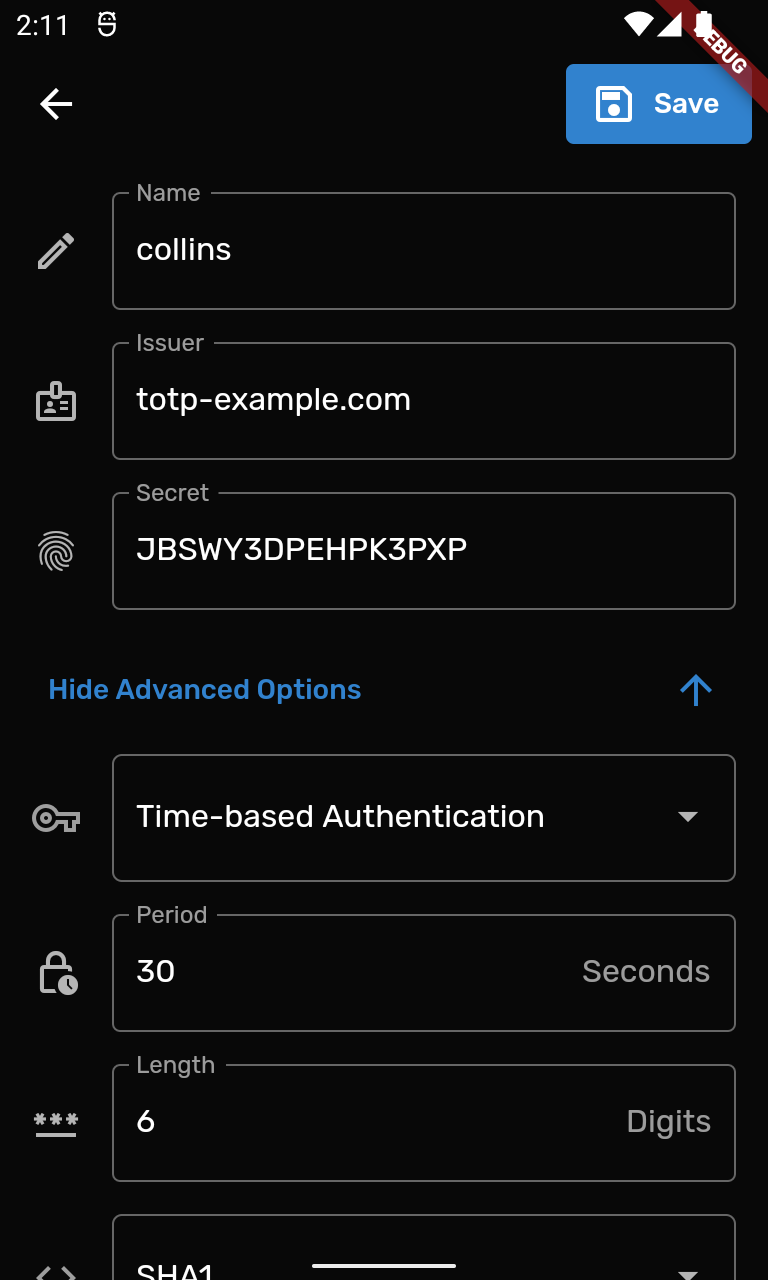 2:11
DEBUG
Save
Name
collins
Issuer
totp-example.com
Secret
JBSWY3DPEHPK3PXP
Hide Advanced Options
Time-based Authentication
Period
30 Seconds
Length
6 Digits
SHA1